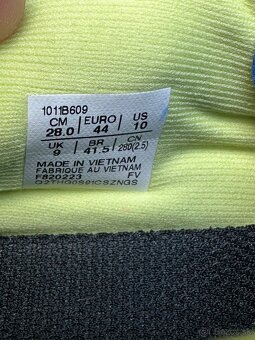 1011B609
CM EURO US
28.0 44 10
UK BR CN
9 41.5 280(2.5)
MADE IN VIETNAM
FABRIQUE AU VIETNAM
F820223 FV